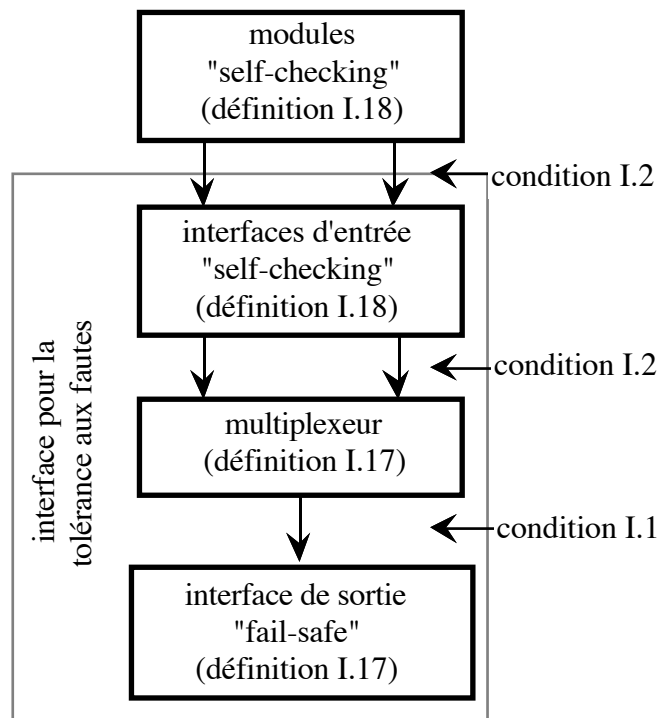 modules
"self-checking"
(définition I.18)
condition I.2
interfaces d'entrée
"self-checking"
(définition I.18)
condition I.2
interface pour la
tolérance aux fautes
multiplexeur
(définition I.17)
condition I.1
interface de sortie
"fail-safe"
(définition I.17)